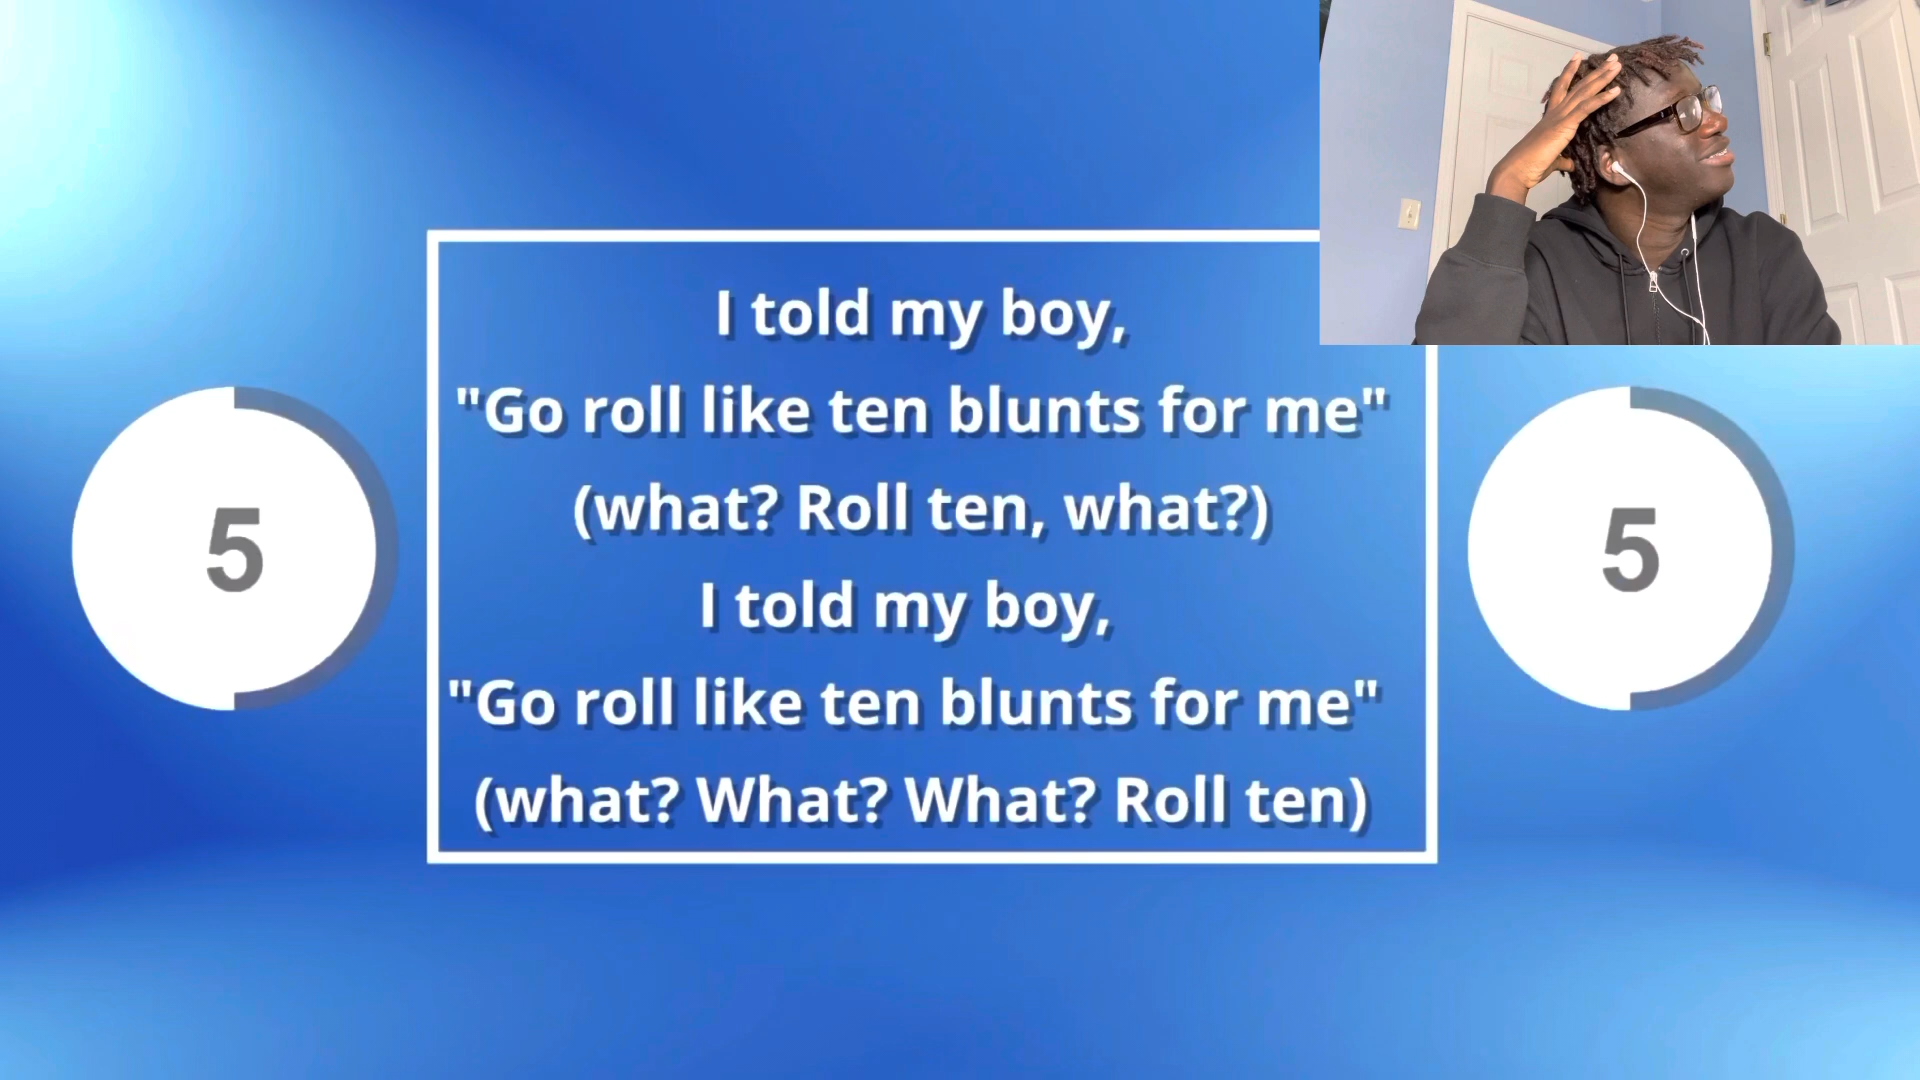 I told my boy,
"Go roll like ten blunts for me"
(what? Roll ten, what?)
I told my boy,
"Go roll like ten blunts for me"
(what? What? What? Roll ten)
5
5